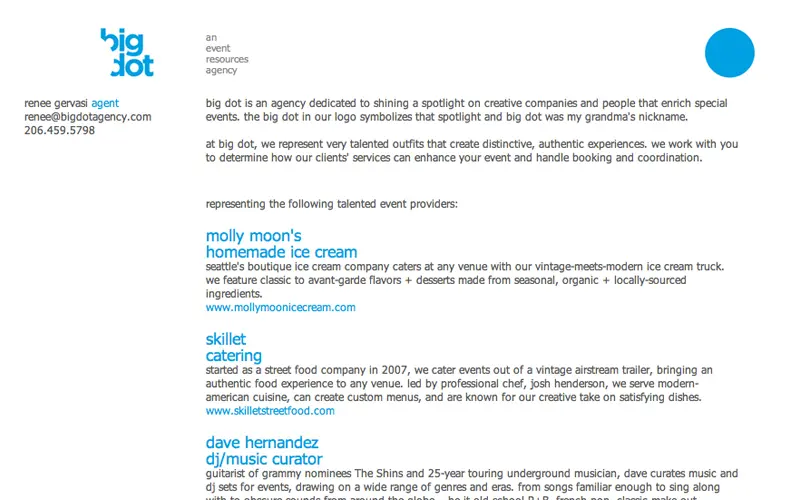 big
dot
an
event
resources
agency
renee gervasi agent
renee@bigdotagency.com
206.459.5798
big dot is an agency dedicated to shining a spotlight on creative companies and people that enrich special
events. the big dot in our logo symbolizes that spotlight and big dot was my grandma's nickname.
at big dot, we represent very talented outfits that create distinctive, authentic experiences. we work with you
to determine how our clients' services can enhance your event and handle booking and coordination.
representing the following talented event providers:
molly moon's
homemade ice cream
seattle's boutique ice cream company caters at any venue with our vintage-meets-modern ice cream truck.
we feature classic to avant-garde flavors + desserts made from seasonal, organic + locally-sourced
ingredients.
www.mollymoonicecream.com
skillet
catering
started as a street food company in 2007, we cater events out of a vintage airstream trailer, bringing an
authentic food experience to any venue. led by professional chef, josh henderson, we serve modern-
american cuisine, can create custom menus, and are known for our creative take on satisfying dishes.
www.skilletstreetfood.com
dave hernandez
dj/music curator
guitarist of grammy nominees The Shins and 25-year touring underground musician, dave curates music and
dj sets for events, drawing on a wide range of genres and eras. from songs familiar enough to sing along
with to obscure sounds from around the globe